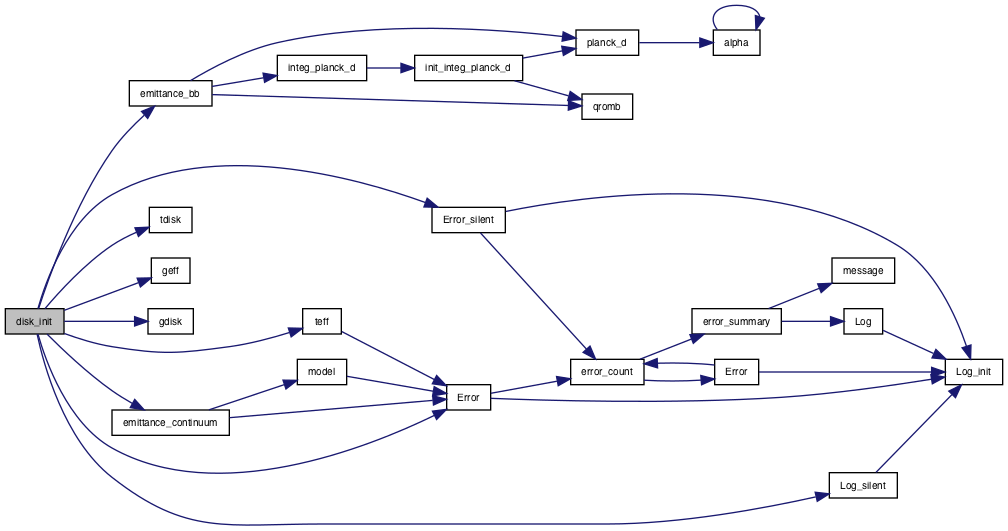 planck_d
alpha
integ_planck_d
init_integ_planck_d
emittance_bb
qromb
tdisk
Error_silent
geff
message
disk_init
gdisk
teff
error_summary
Log
model
error_count
Error
Log_init
Error
emittance_continuum
Log_silent